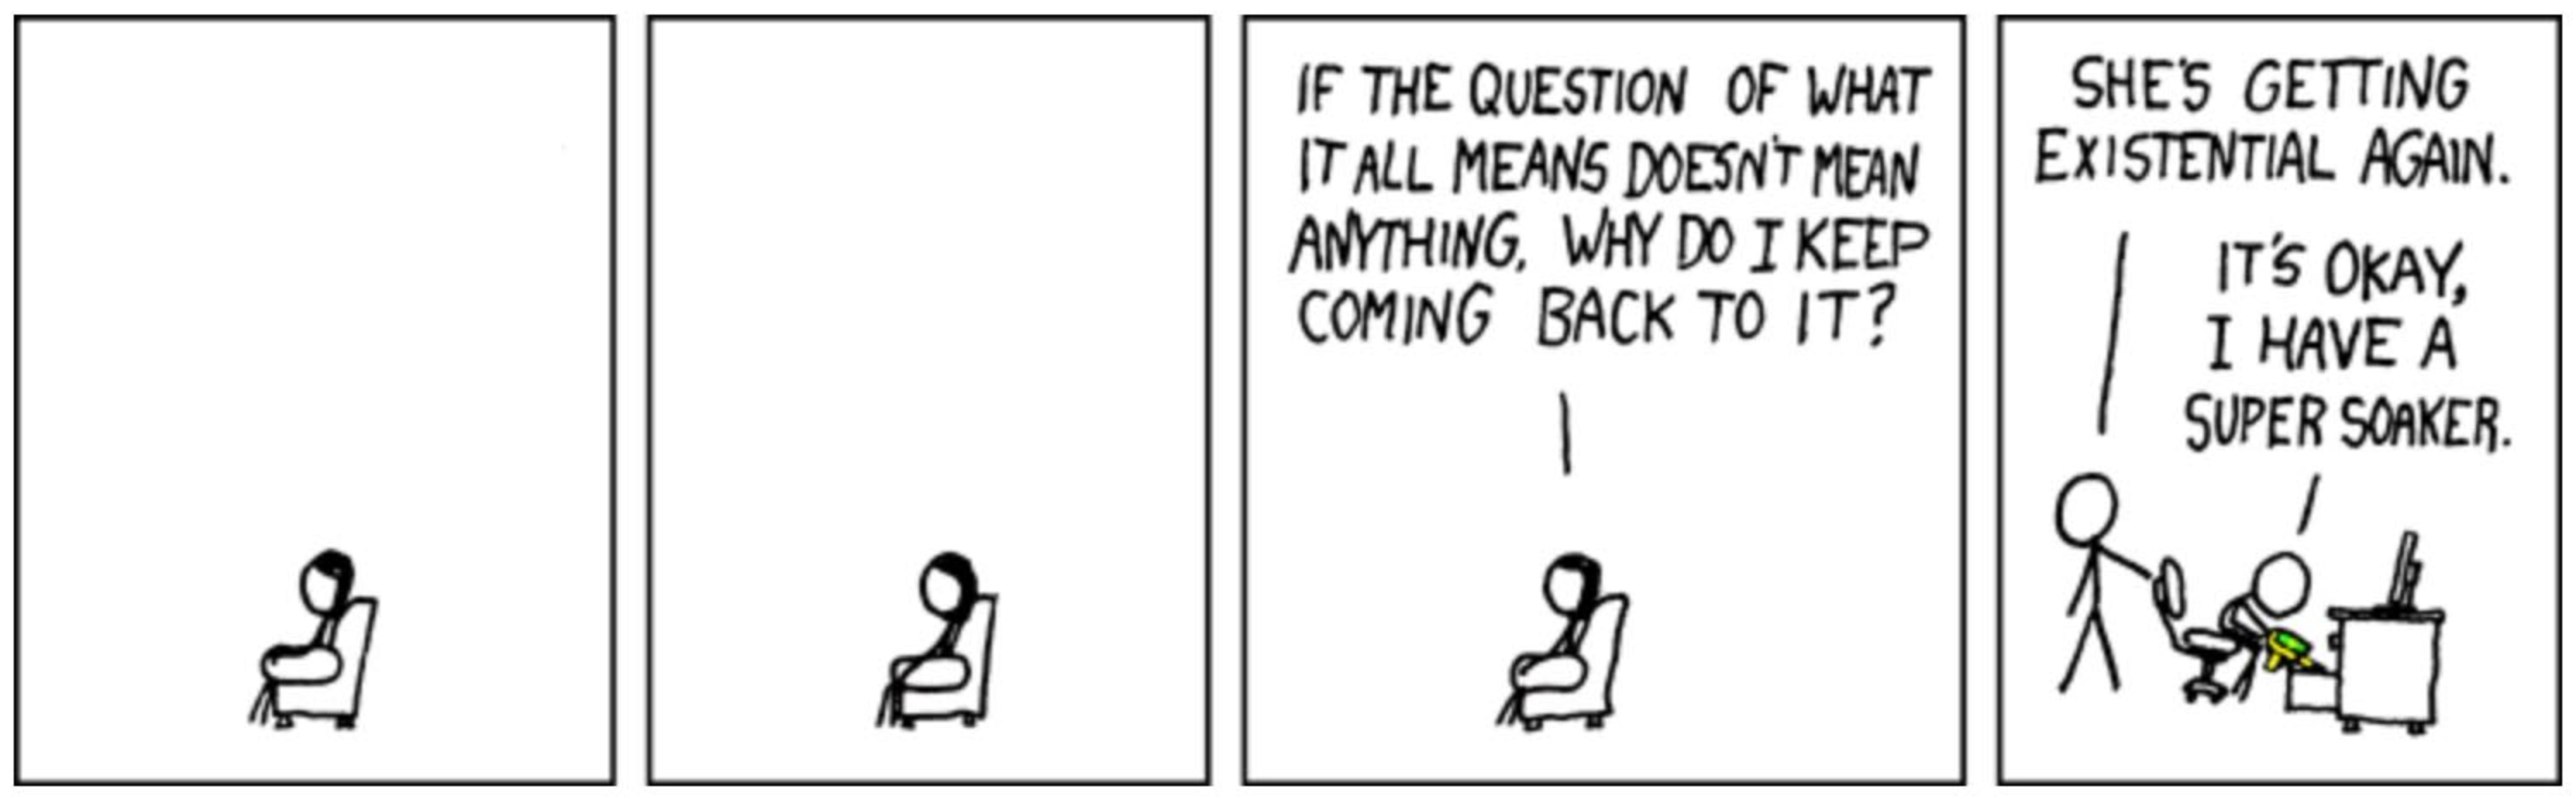 IF THE QUESTION OF WHAT
IT ALL MEANS DOESN'T MEAN
ANYTHING, WHY DO I KEEP
COMING BACK TO IT?
SHE'S GETTING
EXISTENTIAL AGAIN.
IT'S OKAY,
I HAVE A
SUPER SOAKER.